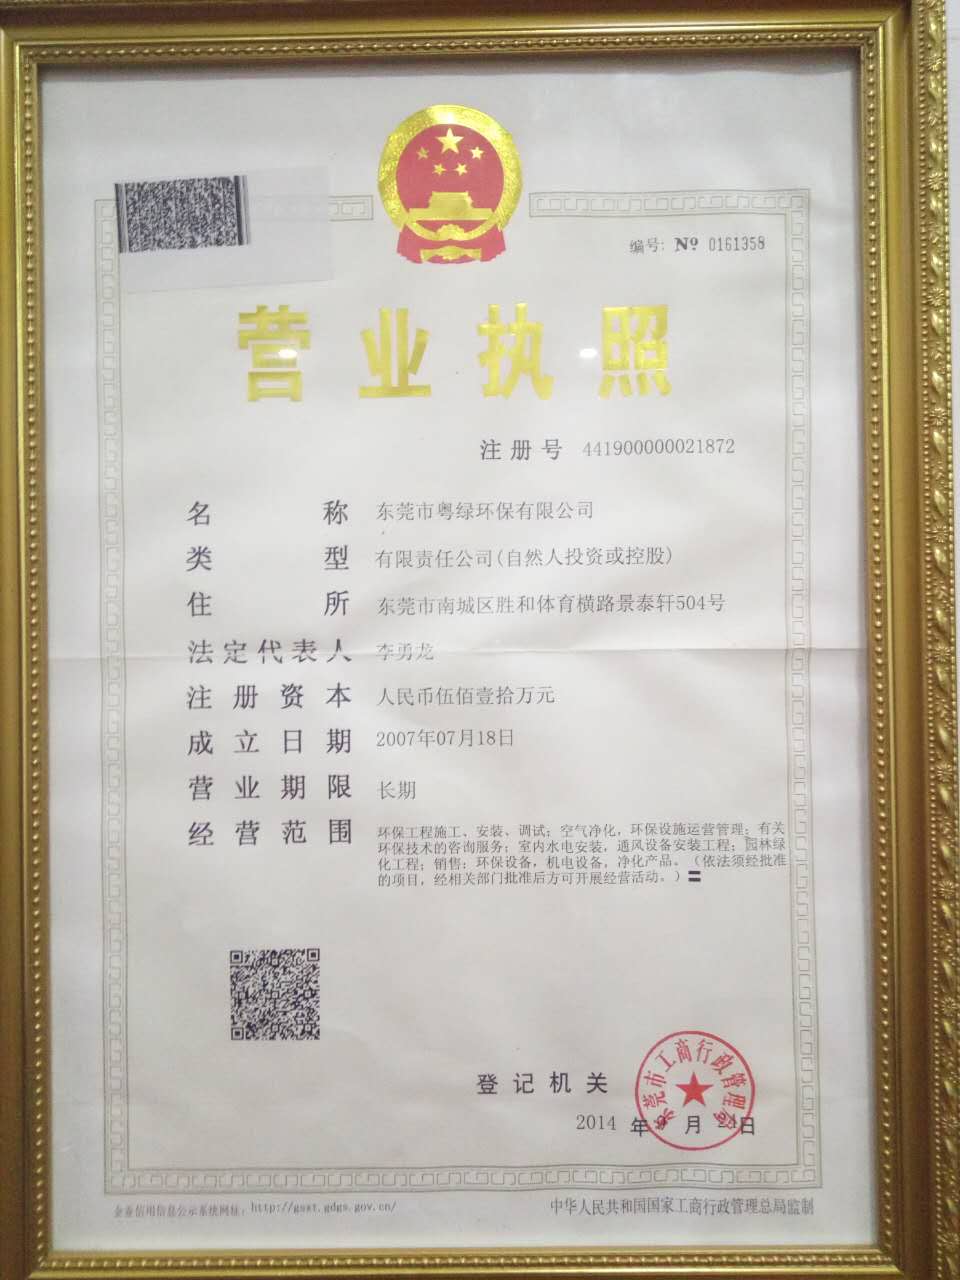 编号: №  0161358
营业执照
注册号 441900000021872
名称 东莞市粤绿环保有限公司
类型 有限责任公司(自然人投资或控股)
住所 东莞市南城区胜和体育横路景泰轩504号
法定代表人 李勇龙
注册资本 人民币伍佰壹拾万元
成立日期 2007年07月18日
营业期限 长期
经营范围 环保工程施工、安装、调试；空气净化，环保设施运营管理；有关
环保技术的咨询服务；室内水电安装，通风设备安装工程；园林绿
化工程；销售：环保设备，机电设备，净化产品。（依法须经批准
的项目，经相关部门批准后方可开展经营活动。）〓
东莞市工商行政管理局
登记机关
2014 年 月 日
企业信用信息公示系统网址：http://gsxt.gdgs.gov.cn/
中华人民共和国国家工商行政管理总局监制